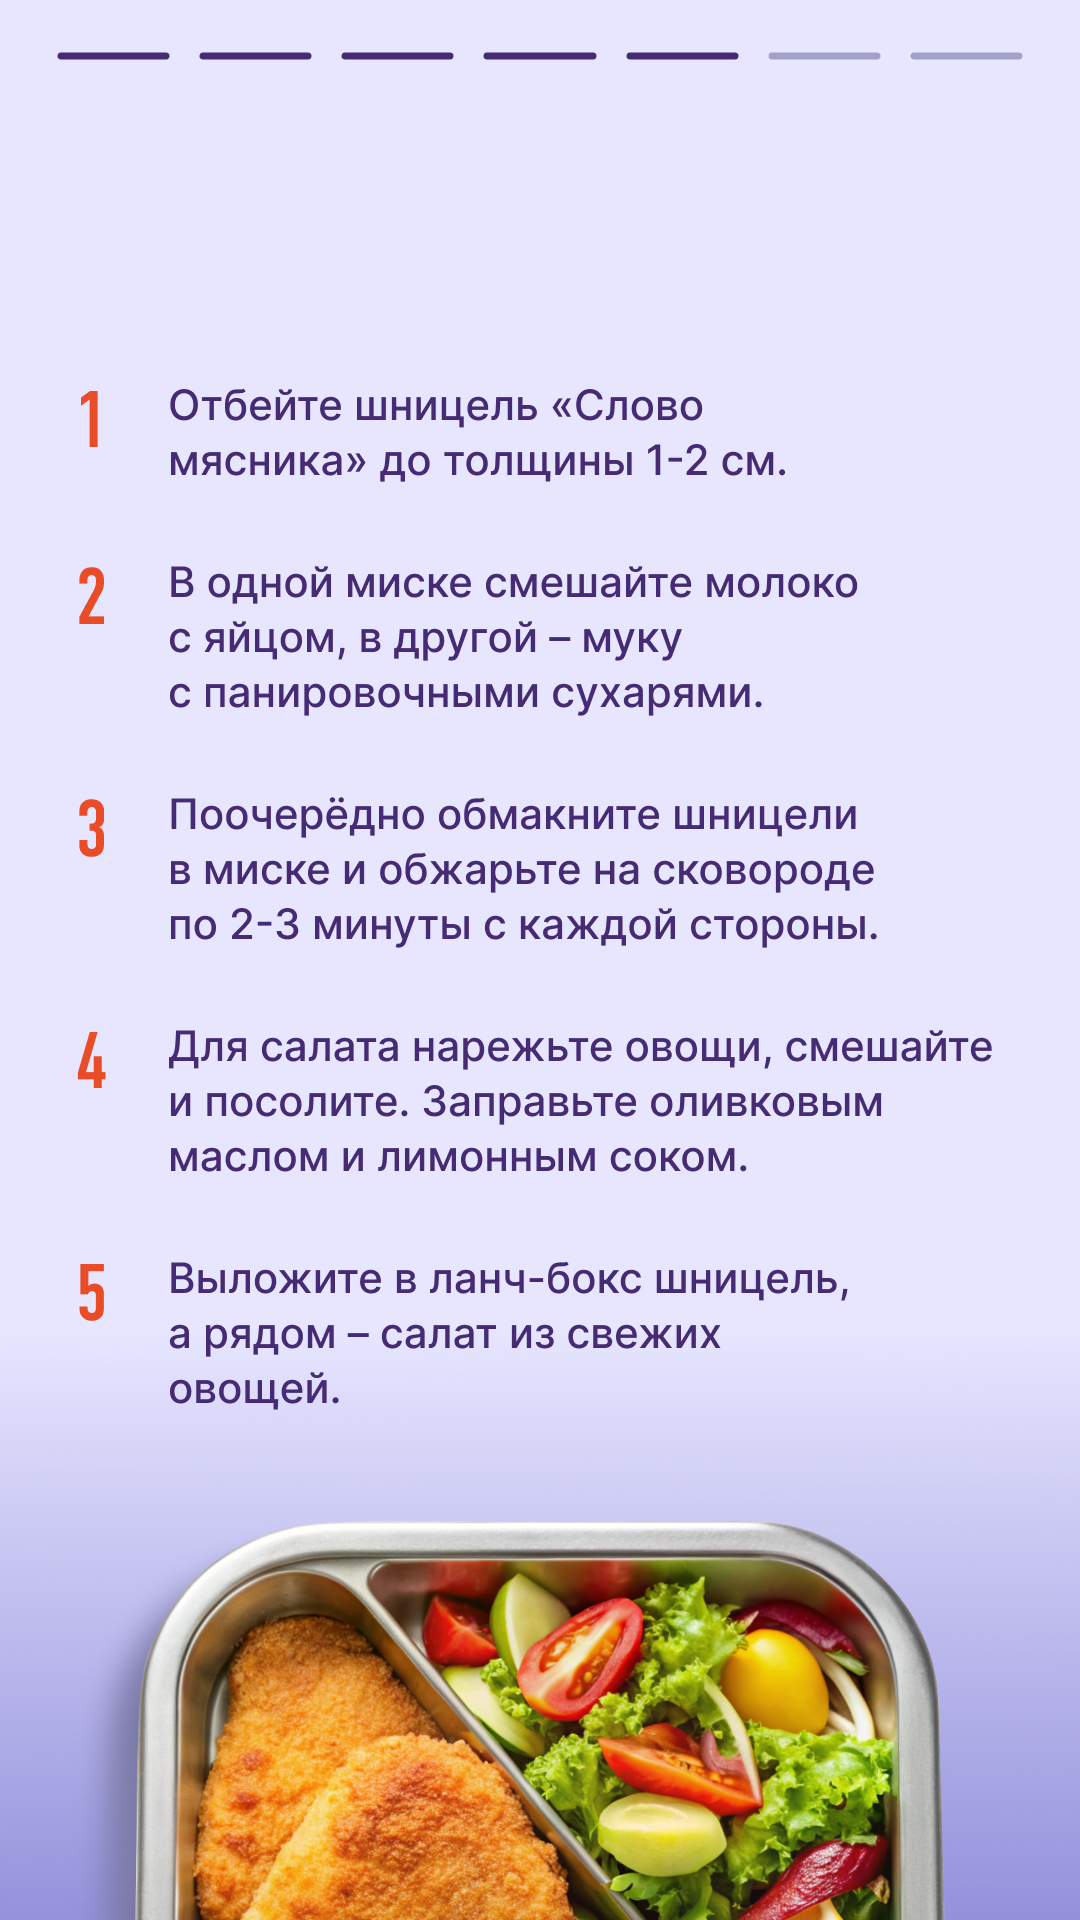 1
Отбейте шницель «Слово
мясника» до толщины 1-2 см.
2
В одной миске смешайте молоко
с яйцом, в другой – муку
с панировочными сухарями.
3
Поочерёдно обмакните шницели
в миске и обжарьте на сковороде
по 2-3 минуты с каждой стороны.
4
Для салата нарежьте овощи, смешайте
и посолите. Заправьте оливковым
маслом и лимонным соком.
5
Выложите в ланч-бокс шницель,
а рядом – салат из свежих
овощей.